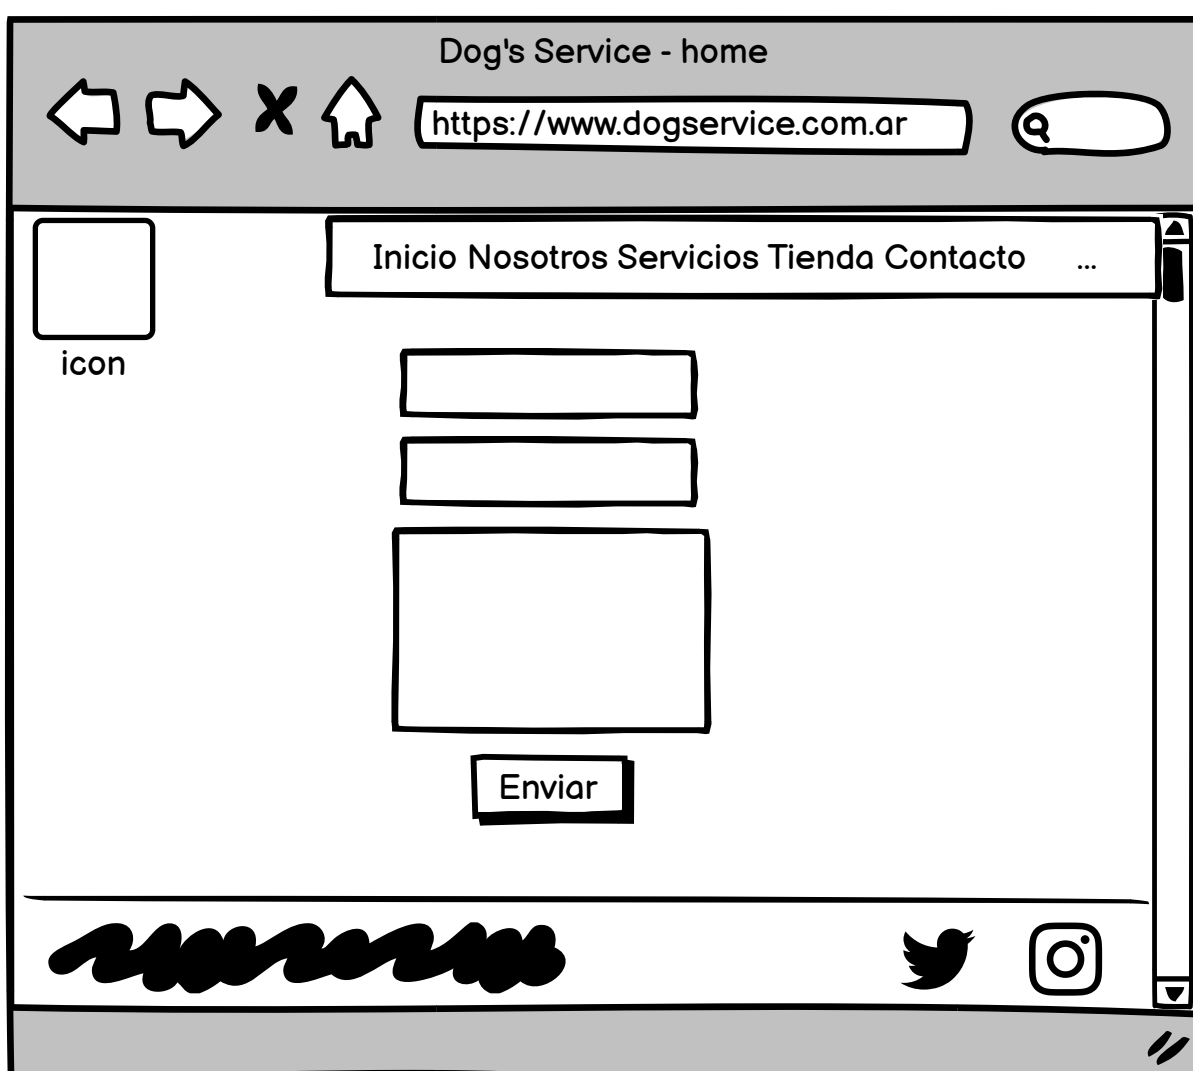 Dog's Service - home
https://www.dogservice.com.ar
Inicio Nosotros Servicios Tienda Contacto ...
icon
Enviar